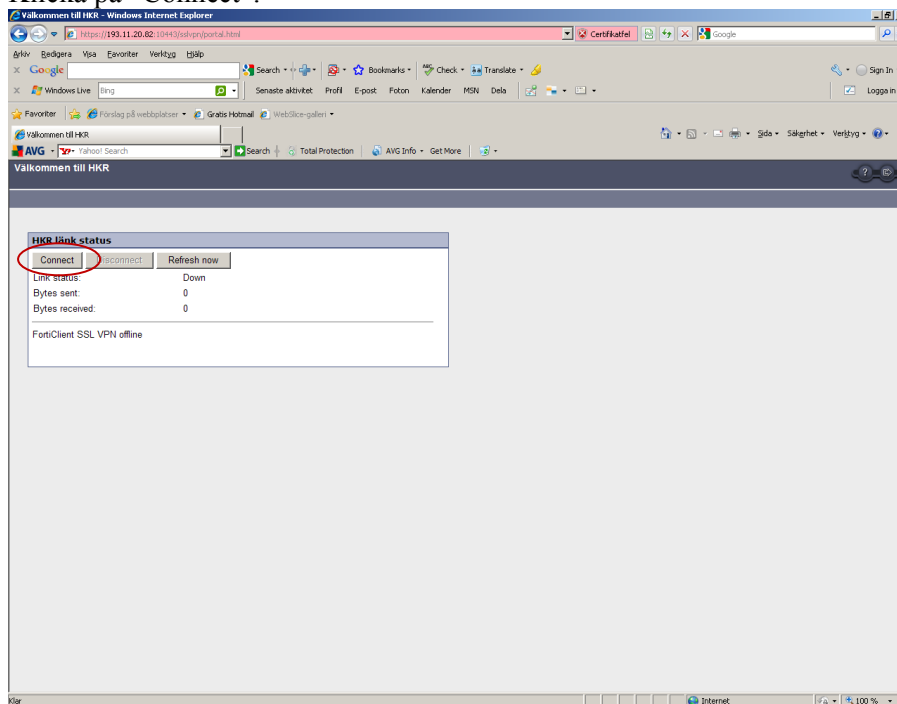 Klicka på "Connect".
Välkommen till HKR - Windows Internet Explorer
https://193.11.20.82:10443/sslvpn/portal.html
Certifikatfel
Google
Arkiv Redigera Visa Favoriter Verktyg Hjälp
Google Search Bookmarks Check Translate Sign In
Windows Live Bing Senaste aktivitet Profil E-post Foton Kalender MSN Dela Logga in
Favoriter Förslag på webbplatser Gratis Hotmail WebSlice-galleri
Välkommen till HKR Sida Säkerhet Verktyg
AVG Yahoo! Search Search Total Protection AVG Info Get More
Välkommen till HKR
HKR länk status
Connect Disconnect Refresh now
Link status: Down
Bytes sent: 0
Bytes received: 0
FortiClient SSL VPN offline
Klar Internet 100 %